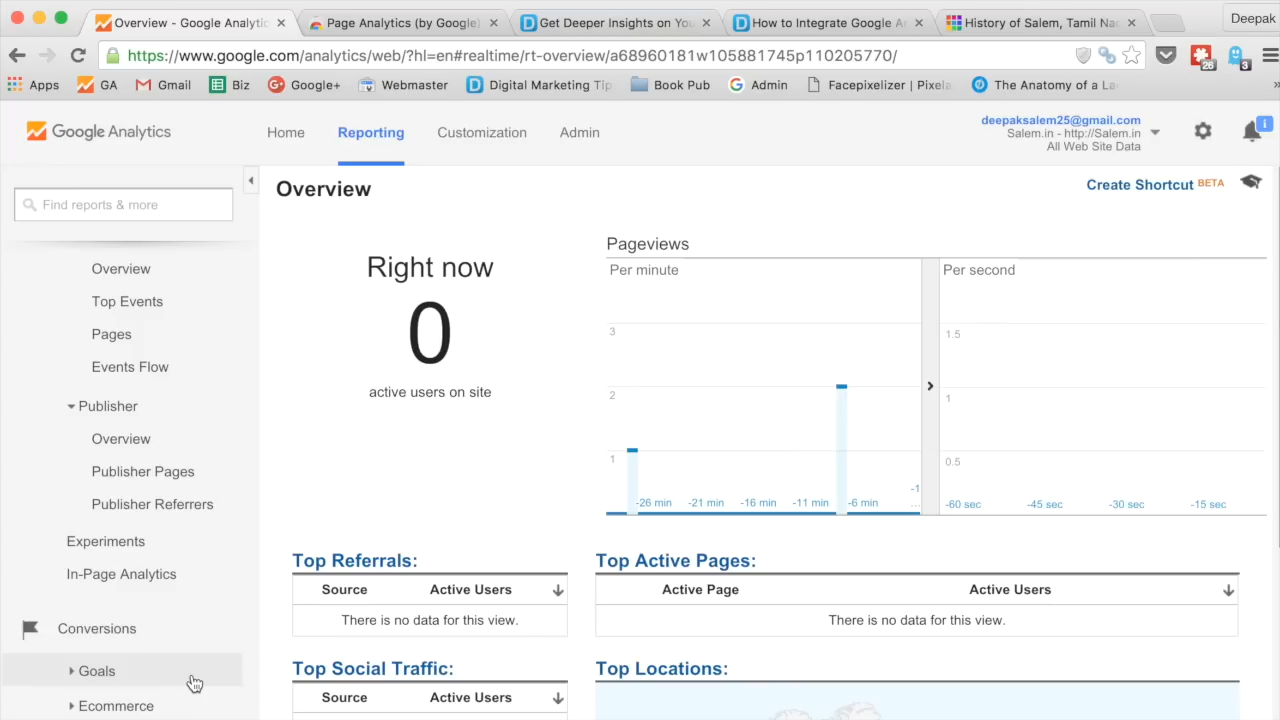 Overview - Google Analytic
Page Analytics (by Google)
Get Deeper Insights on You
How to Integrate Google A
History of Salem, Tamil Na
Deepak
https://www.google.com/analytics/web/?hl=en#realtime/rt-overview/a68960181w105881745p110205770/
26
3
Apps
GA
Gmail
Biz
Google+
Webmaster
Digital Marketing Tip
Book Pub
Admin
Facepixelizer | Pixela
The Anatomy of a La
Google Analytics
Home
Reporting
Customization
Admin
deepaksalem25@gmail.com
Salem.in - http://Salem.in
All Web Site Data
i
Find reports & more
Overview
Top Events
Pages
Events Flow
Publisher
Overview
Publisher Pages
Publisher Referrers
Experiments
In-Page Analytics
Conversions
Goals
Ecommerce
Overview
Create Shortcut BETA
Right now
0
active users on site
Pageviews
Per minute
3
2
1
-26 min
-21 min
-16 min
-11 min
-6 min
-1
...
Per second
1.5
1
0.5
-60 sec
-45 sec
-30 sec
-15 sec
Top Referrals:
Source Active Users
There is no data for this view.
Top Active Pages:
Active Page Active Users
There is no data for this view.
Top Social Traffic:
Source Active Users
Top Locations: